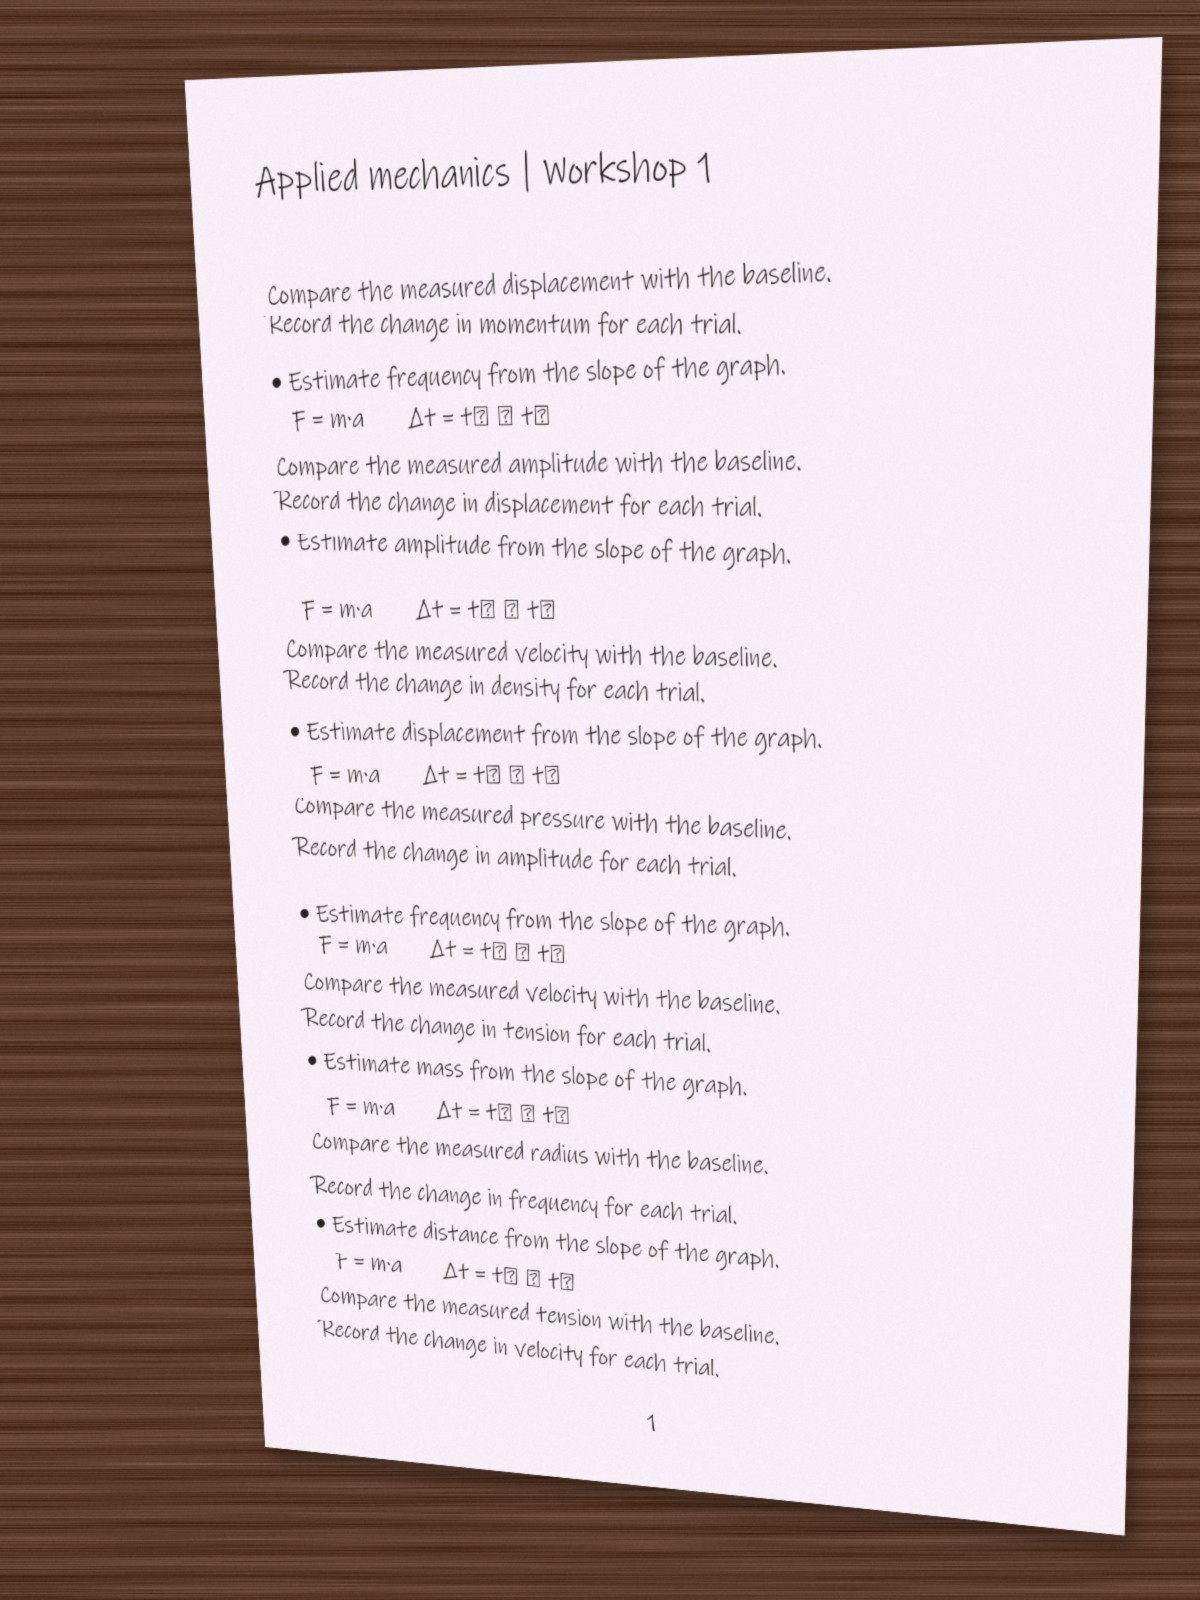 Applied mechanics | Workshop 1
Compare the measured displacement with the baseline.
Record the change in momentum for each trial.
• Estimate frequency from the slope of the graph.
F = m·a Δt = t⍰ ⍰ t⍰
Compare the measured amplitude with the baseline.
Record the change in displacement for each trial.
• Estimate amplitude from the slope of the graph.
F = m·a Δt = t⍰ ⍰ t⍰
Compare the measured velocity with the baseline.
Record the change in density for each trial.
• Estimate displacement from the slope of the graph.
F = m·a Δt = t⍰ ⍰ t⍰
Compare the measured pressure with the baseline.
Record the change in amplitude for each trial.
• Estimate frequency from the slope of the graph.
F = m·a Δt = t⍰ ⍰ t⍰
Compare the measured velocity with the baseline.
Record the change in tension for each trial.
• Estimate mass from the slope of the graph.
F = m·a Δt = t⍰ ⍰ t⍰
Compare the measured radius with the baseline.
Record the change in frequency for each trial.
• Estimate distance from the slope of the graph.
F = m·a Δt = t⍰ ⍰ t⍰
Compare the measured tension with the baseline.
Record the change in velocity for each trial.
1